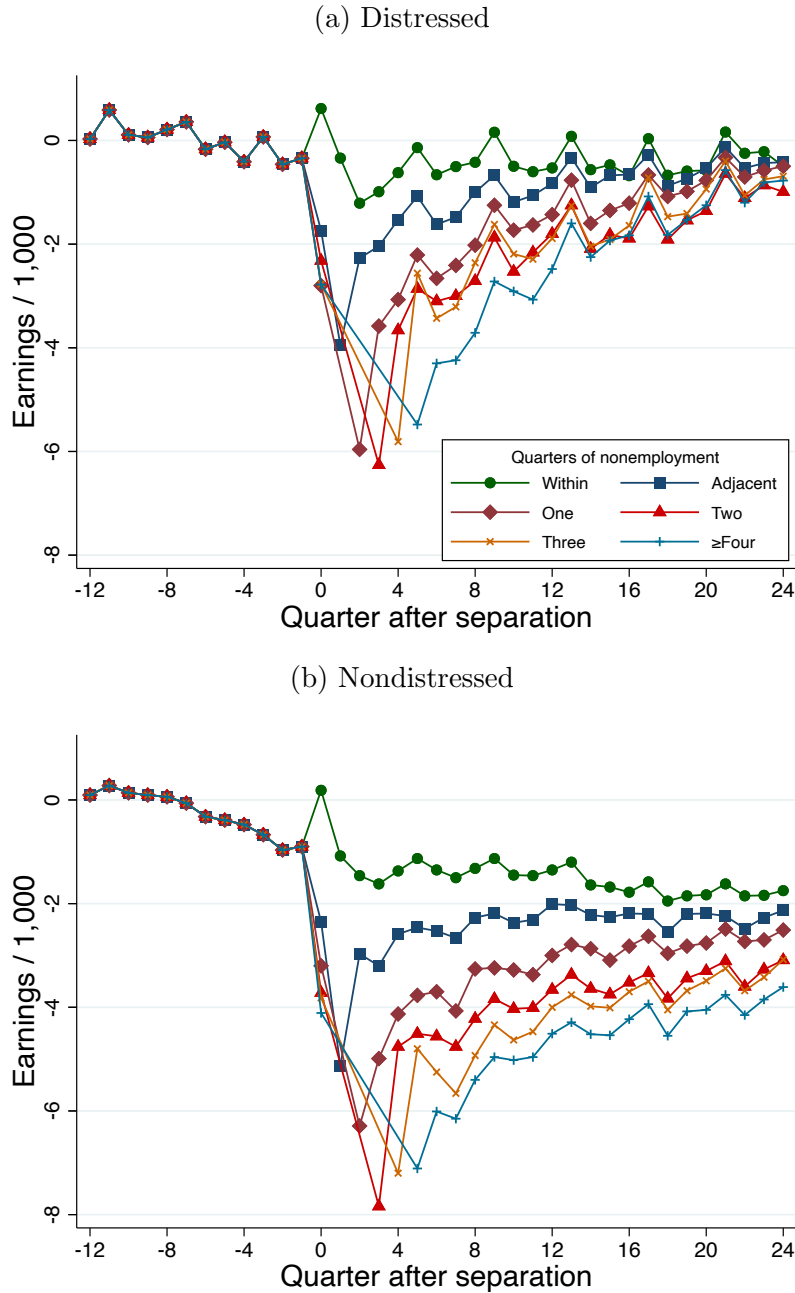 (a) Distressed
0
-2
-4
-6
-8
Earnings / 1,000
Quarters of nonemployment
Within Adjacent
One Two
Three ≥Four
-12 -8 -4 0 4 8 12 16 20 24
Quarter after separation
(b) Nondistressed
0
-2
-4
-6
-8
Earnings / 1,000
-12 -8 -4 0 4 8 12 16 20 24
Quarter after separation